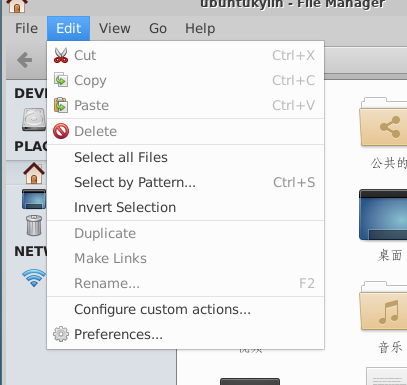 ubuntukylin - File Manager
File Edit View Go Help
Cut Ctrl+X
Copy Ctrl+C
Paste Ctrl+V
Delete
Select all Files
Select by Pattern... Ctrl+S
Invert Selection
Duplicate
Make Links
Rename... F2
Configure custom actions...
Preferences...
DEVI
PLAC
NETW
公共的
桌面
音乐
视频